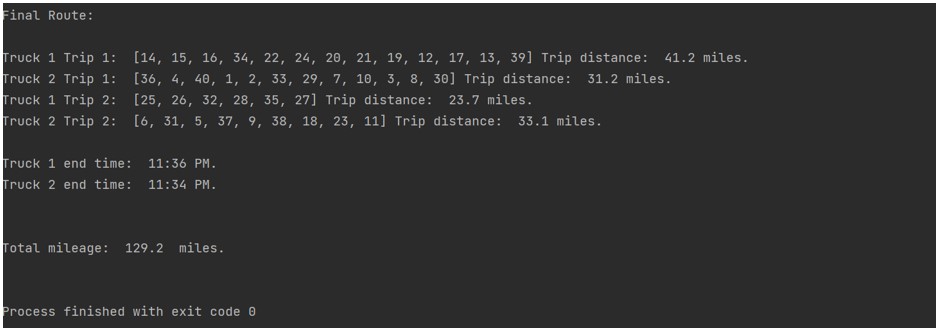 Final Route:
Truck 1 Trip 1:  [14, 15, 16, 34, 22, 24, 20, 21, 19, 12, 17, 13, 39] Trip distance:  41.2 miles.
Truck 2 Trip 1:  [36, 4, 40, 1, 2, 33, 29, 7, 10, 3, 8, 30] Trip distance:  31.2 miles.
Truck 1 Trip 2:  [25, 26, 32, 28, 35, 27] Trip distance:  23.7 miles.
Truck 2 Trip 2:  [6, 31, 5, 37, 9, 38, 18, 23, 11] Trip distance:  33.1 miles.
Truck 1 end time:  11:36 PM.
Truck 2 end time:  11:34 PM.
Total mileage:  129.2  miles.
Process finished with exit code 0